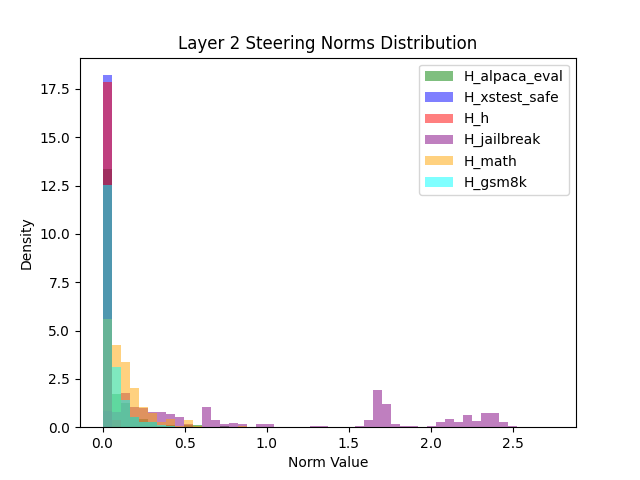 Layer 2 Steering Norms Distribution
17.5
15.0
12.5
10.0
7.5
5.0
2.5
0.0
Density
H_alpaca_eval
H_xstest_safe
H_h
H_jailbreak
H_math
H_gsm8k
0.0 0.5 1.0 1.5 2.0 2.5
Norm Value